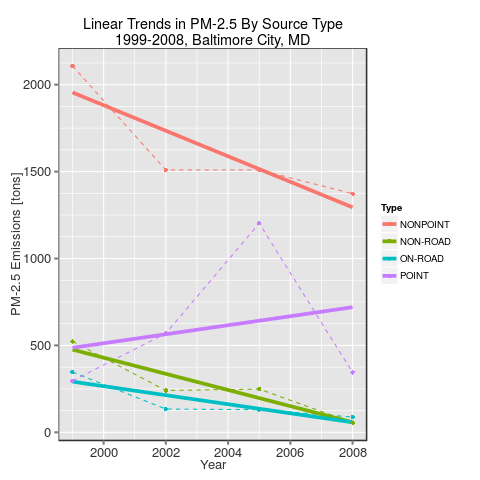 Linear Trends in PM-2.5 By Source Type
1999-2008, Baltimore City, MD
PM-2.5 Emissions [tons]
2000
1500
1000
500
0
2000 2002 2004 2006 2008
Year
Type
NONPOINT
NON-ROAD
ON-ROAD
POINT